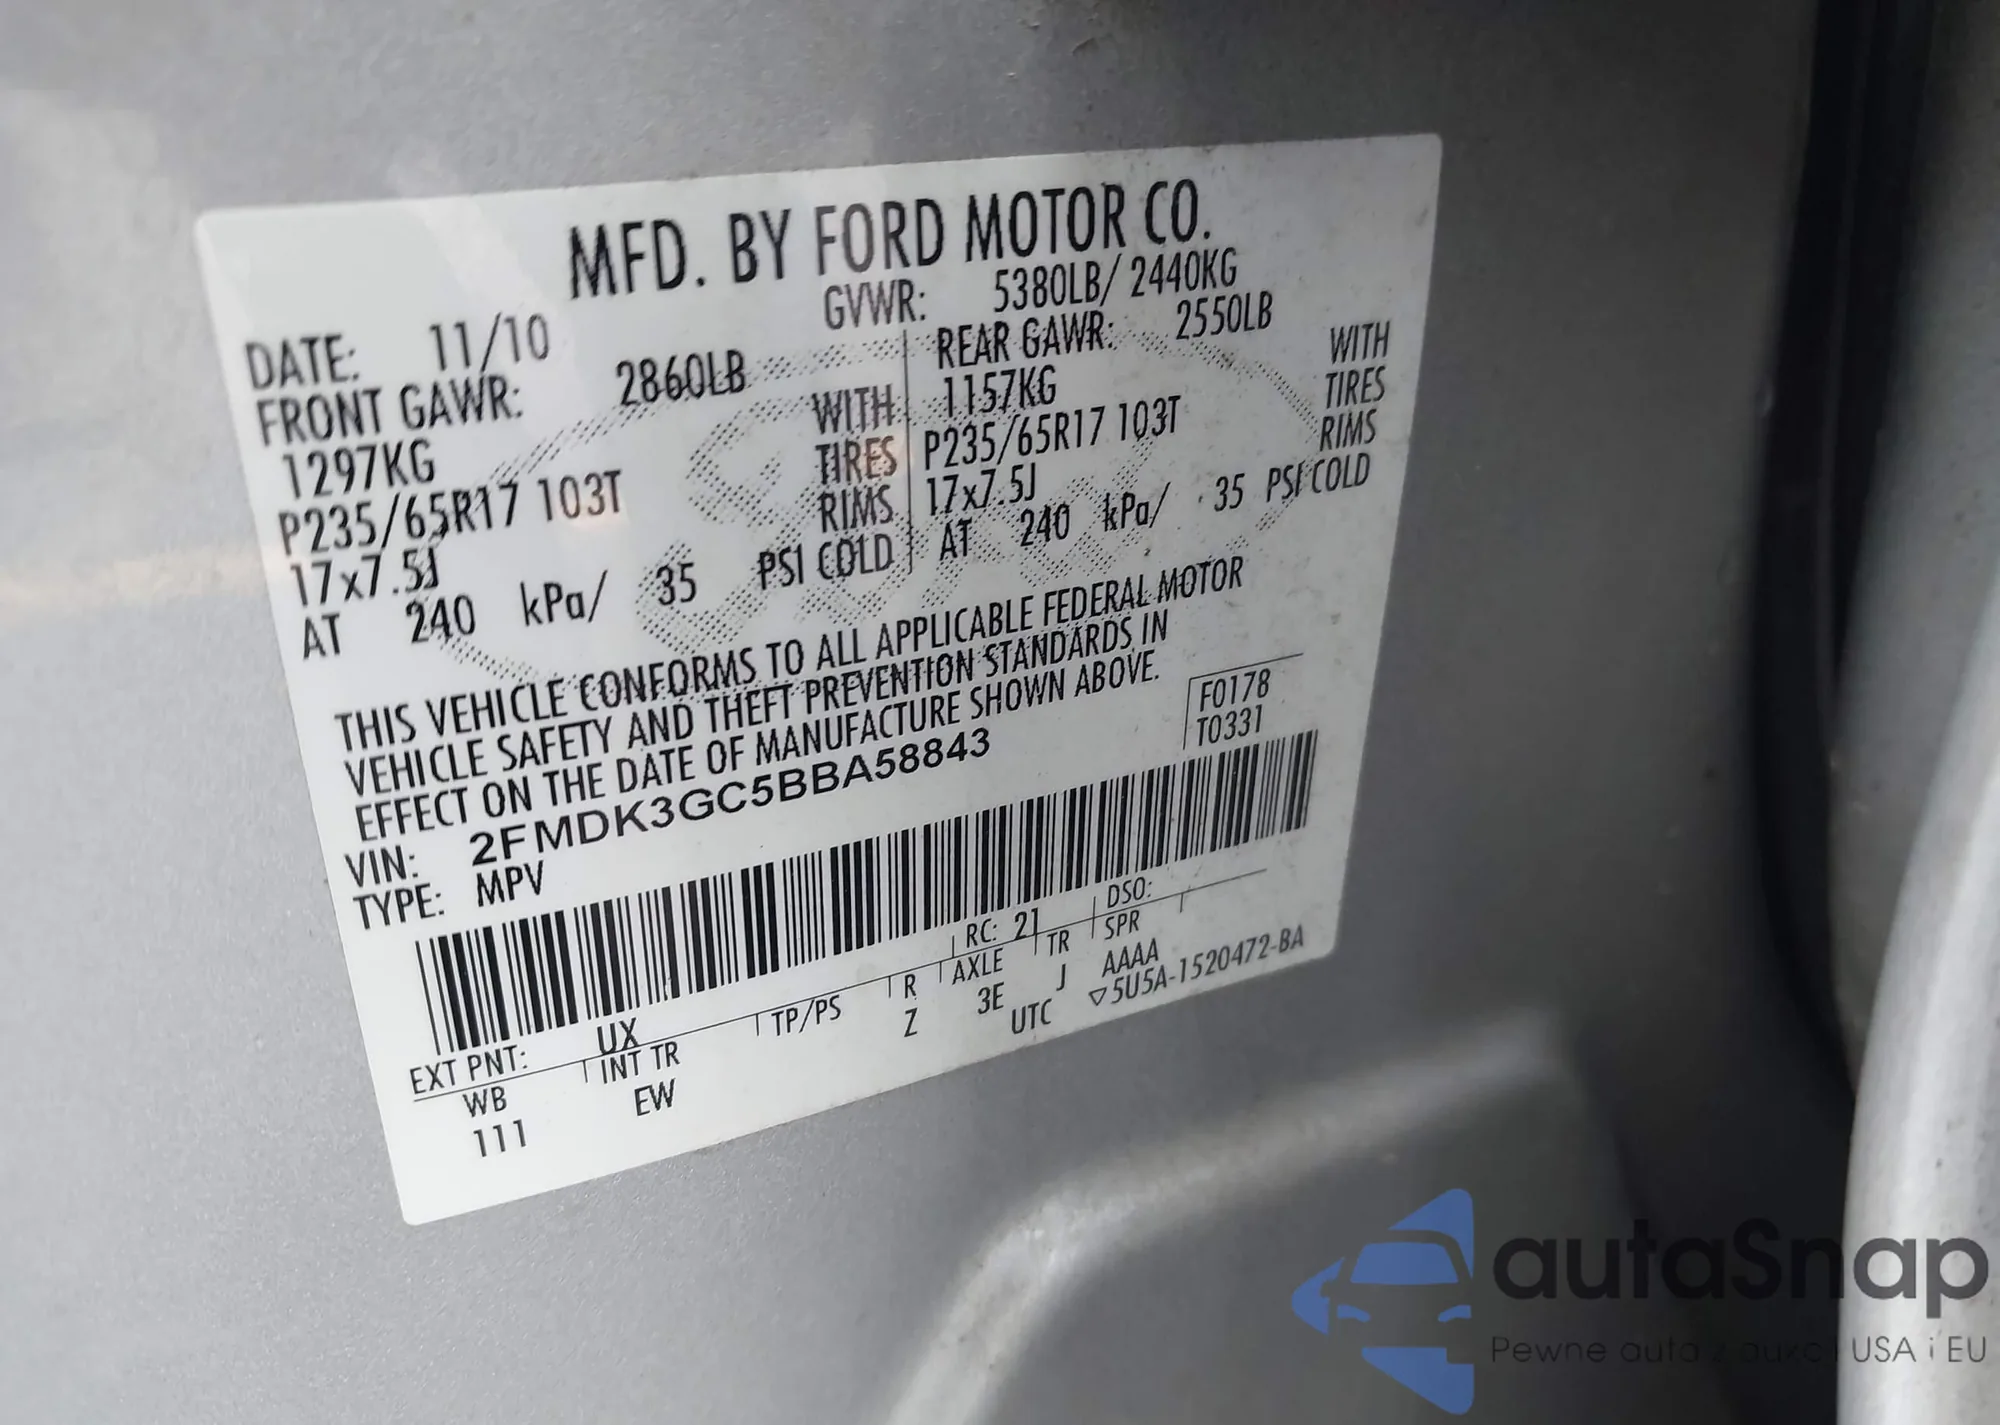 MFD. BY FORD MOTOR CO.
DATE: 11/10 GVWR: 5380LB/ 2440KG
FRONT GAWR: 2860LB REAR GAWR: 2550LB
1297KG WITH 1157KG WITH
P235/65R17 103T TIRES P235/65R17 103T TIRES
17x7.5J RIMS 17x7.5J RIMS
AT 240 kPa/ 35 PSI COLD AT 240 kPa/ 35 PSI COLD
THIS VEHICLE CONFORMS TO ALL APPLICABLE FEDERAL MOTOR
VEHICLE SAFETY AND THEFT PREVENTION STANDARDS IN
EFFECT ON THE DATE OF MANUFACTURE SHOWN ABOVE.
VIN: 2FMDK3GC5BBA58843 F0178
TYPE: MPV T0331
EXT PNT: UX RC: 21 DSO:
WB INT TR TP/PS R AXLE TR SPR
111 EW Z 3E J AAAA
UTC ▽5U5A-1520472-BA
autaSnap
Pewne auta z aukcji USA i EU